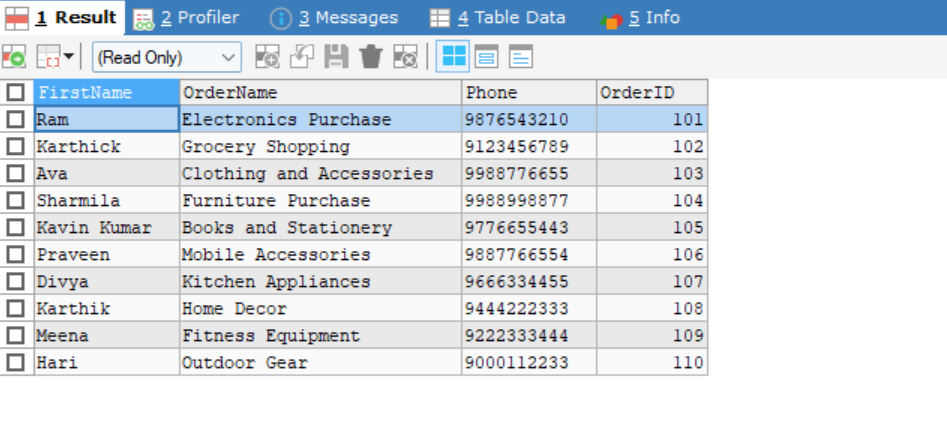 1 Result 2 Profiler 3 Messages 4 Table Data 5 Info
(Read Only)
FirstName OrderName Phone OrderID
Ram Electronics Purchase 9876543210 101
Karthick Grocery Shopping 9123456789 102
Ava Clothing and Accessories 9988776655 103
Sharmila Furniture Purchase 9988998877 104
Kavin Kumar Books and Stationery 9776655443 105
Praveen Mobile Accessories 9887766554 106
Divya Kitchen Appliances 9666334455 107
Karthik Home Decor 9444222333 108
Meena Fitness Equipment 9222333444 109
Hari Outdoor Gear 9000112233 110